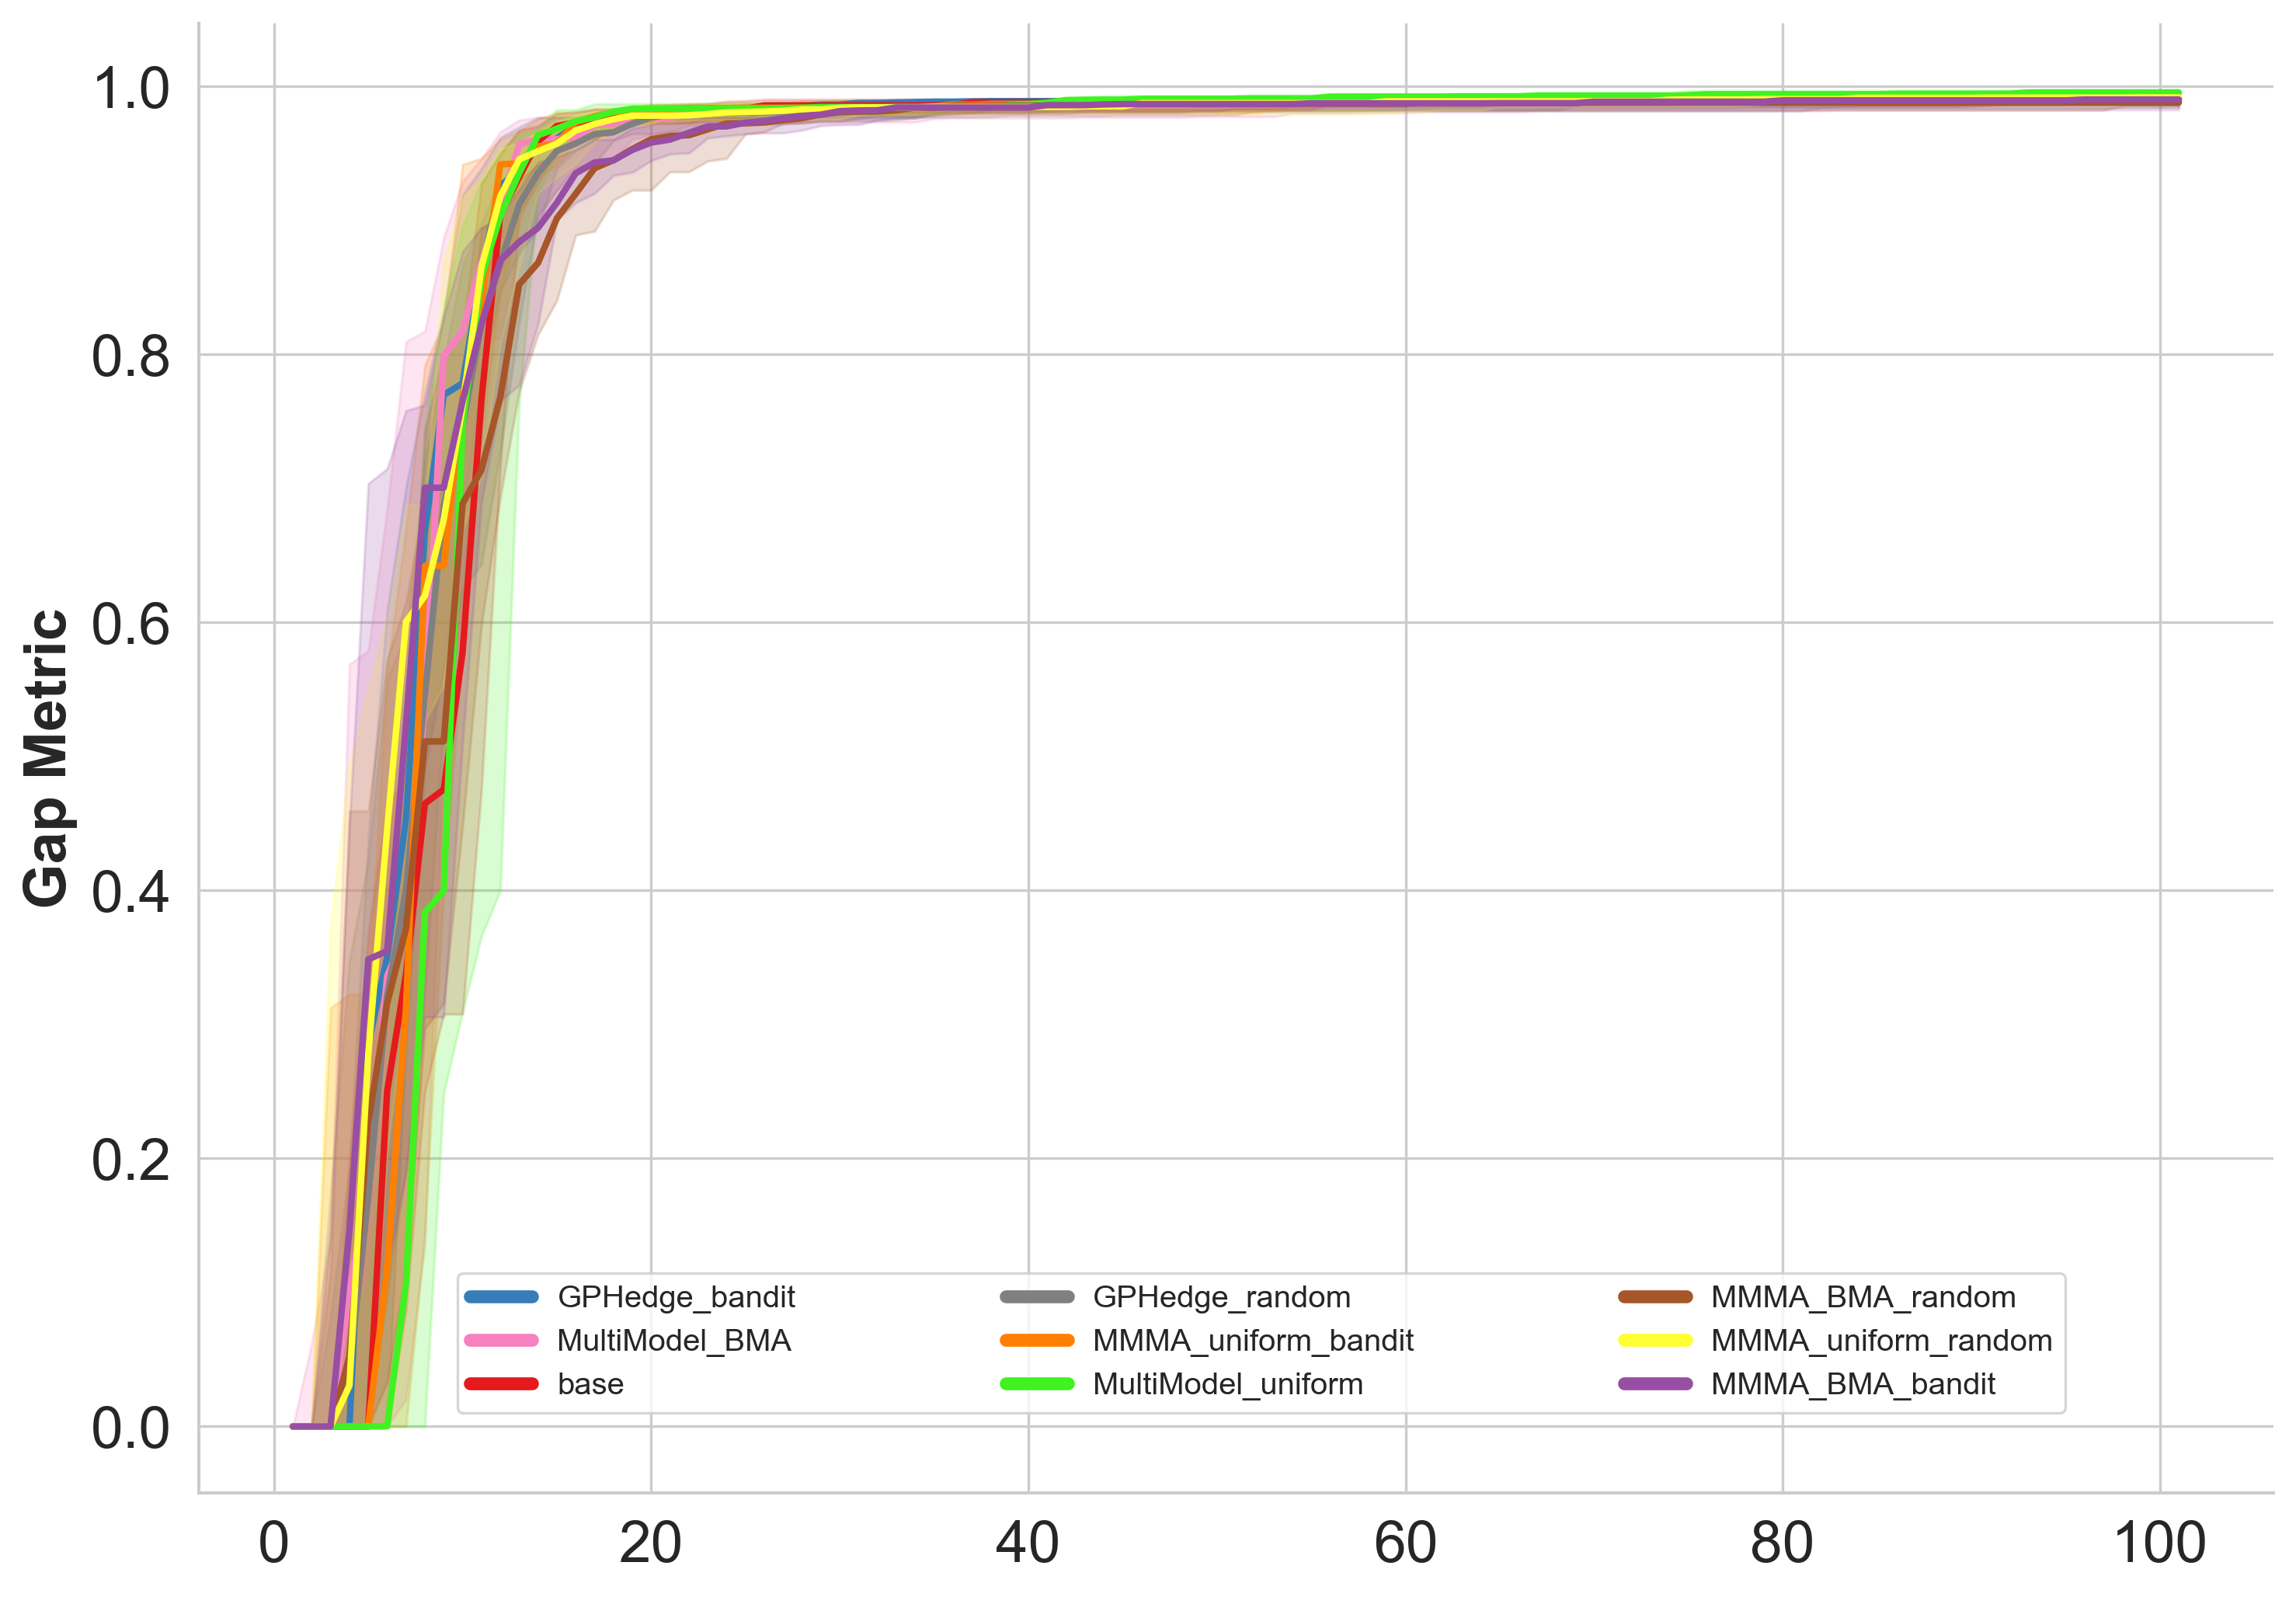 Gap Metric
1.0
0.8
0.6
0.4
0.2
0.0
GPHedge_bandit
MultiModel_BMA
base
GPHedge_random
MMMA_uniform_bandit
MultiModel_uniform
MMMA_BMA_random
MMMA_uniform_random
MMMA_BMA_bandit
0 20 40 60 80 100